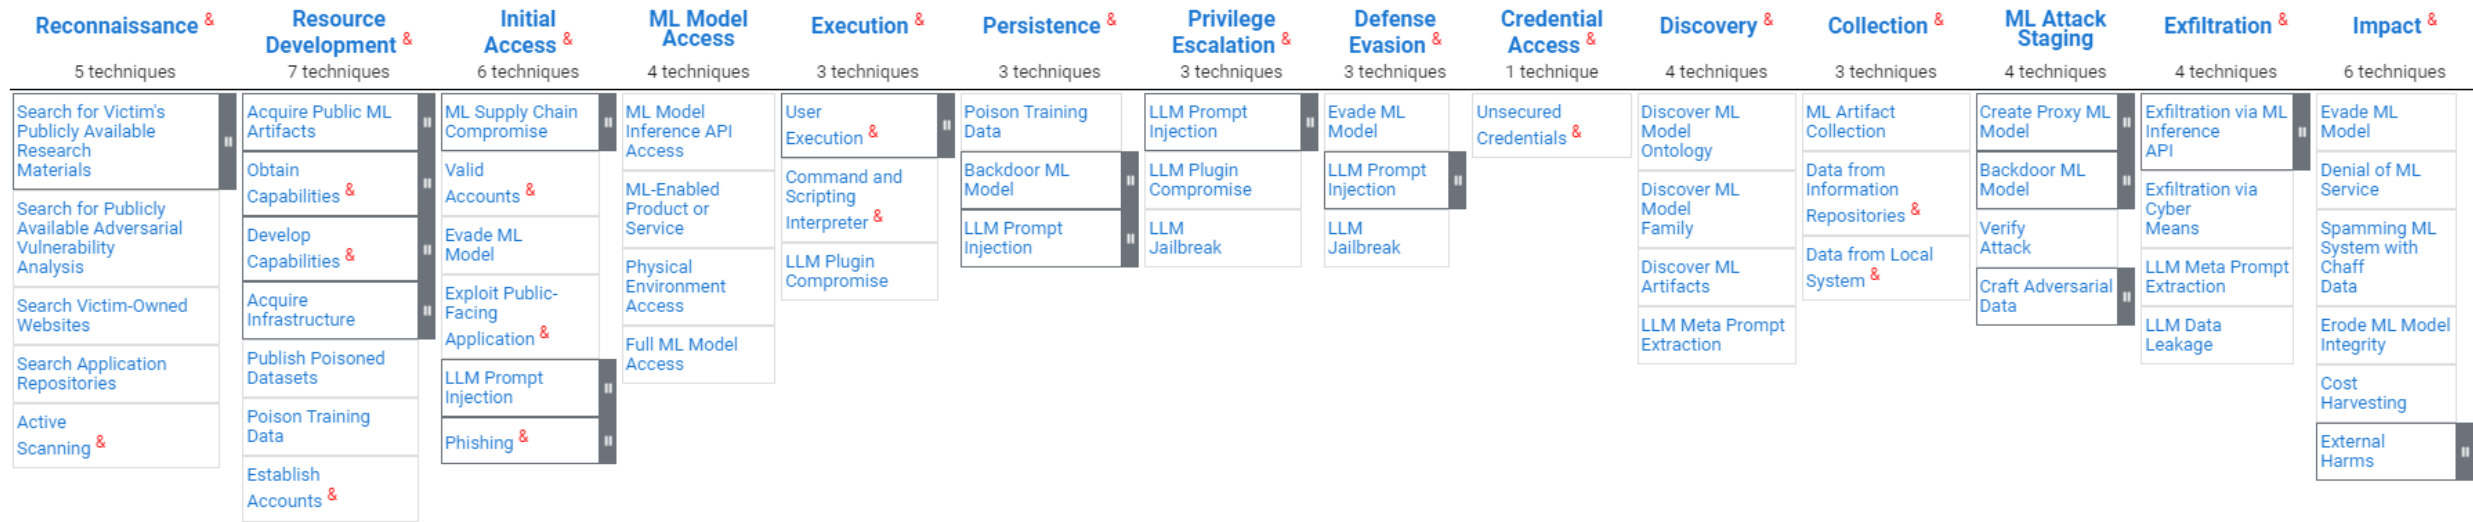 Reconnaissance &
5 techniques
Search for Victim's
Publicly Available
Research
Materials
Search for Publicly
Available Adversarial
Vulnerability
Analysis
Search Victim-Owned
Websites
Search Application
Repositories
Active
Scanning &
Resource
Development &
7 techniques
Acquire Public ML
Artifacts
Obtain
Capabilities &
Develop
Capabilities &
Acquire
Infrastructure
Publish Poisoned
Datasets
Poison Training
Data
Establish
Accounts &
Initial
Access &
6 techniques
ML Supply Chain
Compromise
Valid
Accounts &
Evade ML
Model
Exploit Public-
Facing
Application &
LLM Prompt
Injection
Phishing &
ML Model
Access
4 techniques
ML Model
Inference API
Access
ML-Enabled
Product or
Service
Physical
Environment
Access
Full ML Model
Access
Execution &
3 techniques
User
Execution &
Command and
Scripting
Interpreter &
LLM Plugin
Compromise
Persistence &
3 techniques
Poison Training
Data
Backdoor ML
Model
LLM Prompt
Injection
Privilege
Escalation &
3 techniques
LLM Prompt
Injection
LLM Plugin
Compromise
LLM
Jailbreak
Defense
Evasion &
3 techniques
Evade ML
Model
LLM Prompt
Injection
LLM
Jailbreak
Credential
Access &
1 technique
Unsecured
Credentials &
Discovery &
4 techniques
Discover ML
Model
Ontology
Discover ML
Model
Family
Discover ML
Artifacts
LLM Meta Prompt
Extraction
Collection &
3 techniques
ML Artifact
Collection
Data from
Information
Repositories &
Data from Local
System &
ML Attack
Staging
4 techniques
Create Proxy ML
Model
Backdoor ML
Model
Verify
Attack
Craft Adversarial
Data
Exfiltration &
4 techniques
Exfiltration via ML
Inference
API
Exfiltration via
Cyber
Means
LLM Meta Prompt
Extraction
LLM Data
Leakage
Impact &
6 techniques
Evade ML
Model
Denial of ML
Service
Spamming ML
System with
Chaff
Data
Erode ML Model
Integrity
Cost
Harvesting
External
Harms